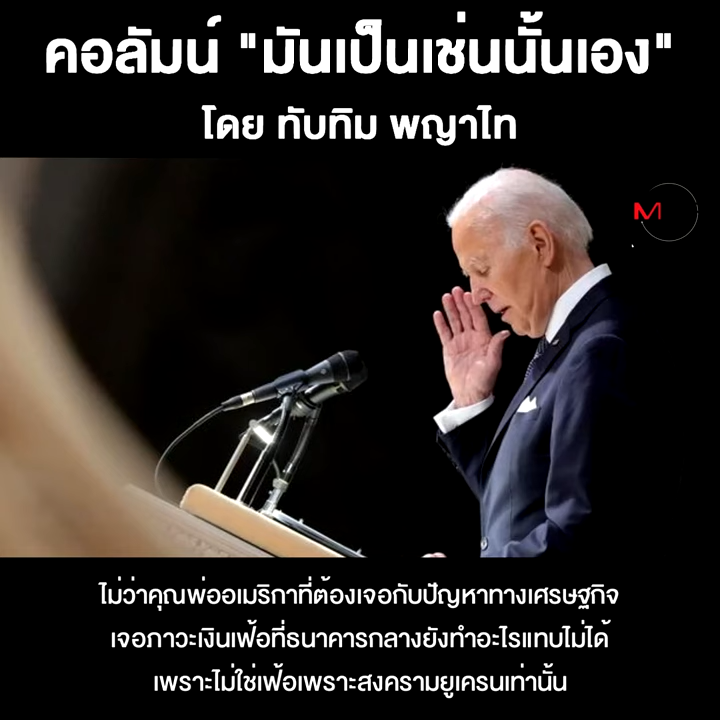 คอลัมน์ "มันเป็นเช่นนั้นเอง"
โดย ทับทิม พญาไท
M
ไม่ว่าคุณพ่ออเมริกาที่ต้องเจอกับปัญหาทางเศรษฐกิจ
เจอภาวะเงินเฟ้อที่ธนาคารกลางยังทำอะไรแทบไม่ได้
เพราะไม่ใช่เฟ้อเพราะสงครามยูเครนเท่านั้น